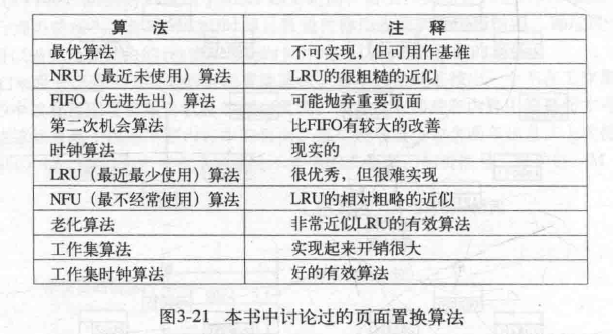 算 法 注 释
最优算法 不可实现，但可用作基准
NRU（最近未使用）算法 LRU的很粗糙的近似
FIFO（先进先出）算法 可能抛弃重要页面
第二次机会算法 比FIFO有较大的改善
时钟算法 现实的
LRU（最近最少使用）算法 很优秀，但很难实现
NFU（最不经常使用）算法 LRU的相对粗略的近似
老化算法 非常近似LRU的有效算法
工作集算法 实现起来开销很大
工作集时钟算法 好的有效算法
图3-21 本书中讨论过的页面置换算法